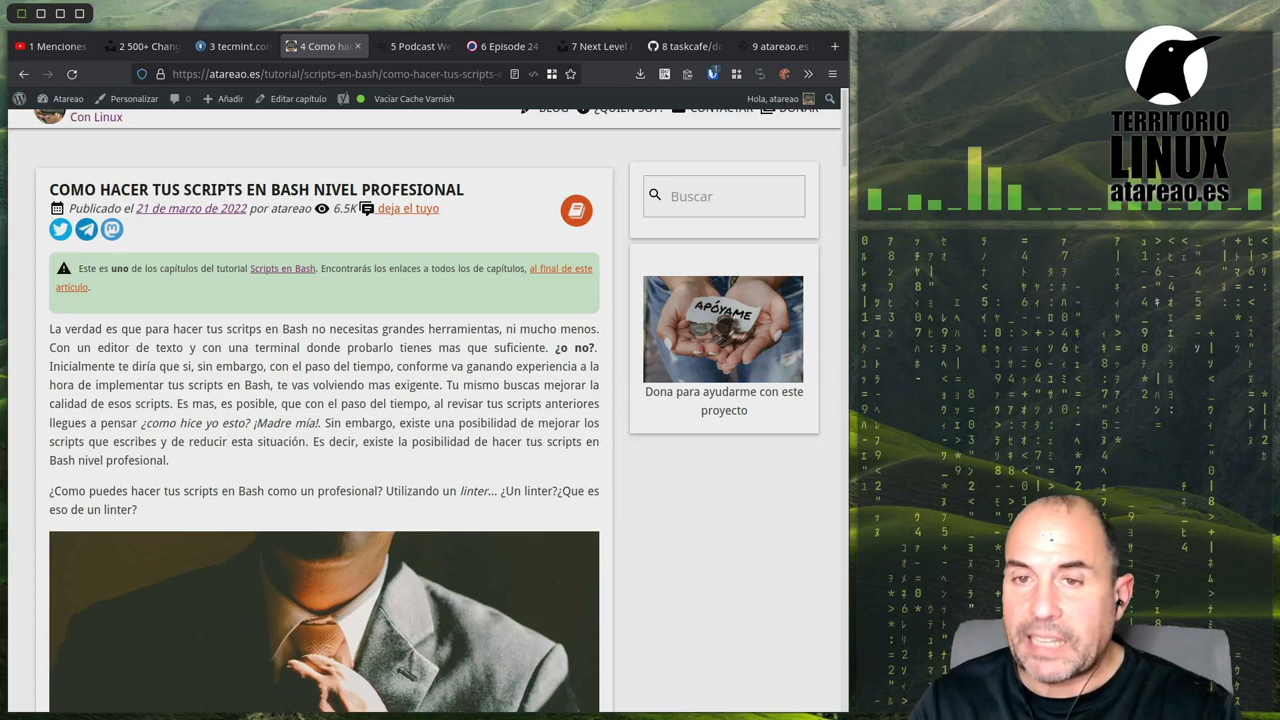 1 Menciones
2 500+ Chang
3 tecmint.com
4 Como ha
5 Podcast We
6 Episode 24
7 Next Level
8 taskcafe/do
9 atareao.es
https://atareao.es/tutorial/scripts-en-bash/como-hacer-tus-scripts-e
Atareao
Personalizar
0
Añadir
Editar capítulo
Vaciar Cache Varnish
Hola, atareao
Con Linux
BLOG
¿QUIEN SOY?
CONTACTAR
DONAR
COMO HACER TUS SCRIPTS EN BASH NIVEL PROFESIONAL
Publicado el 21 de marzo de 2022 por atareao 6.5K deja el tuyo
Este es uno de los capítulos del tutorial Scripts en Bash. Encontrarás los enlaces a todos los de capítulos, al final de este
artículo.
La verdad es que para hacer tus scritps en Bash no necesitas grandes herramientas, ni mucho menos.
Con un editor de texto y con una terminal donde probarlo tienes mas que suficiente. ¿o no?.
Inicialmente te diría que si, sin embargo, con el paso del tiempo, conforme va ganando experiencia a la
hora de implementar tus scripts en Bash, te vas volviendo mas exigente. Tu mismo buscas mejorar la
calidad de esos scripts. Es mas, es posible, que con el paso del tiempo, al revisar tus scripts anteriores
llegues a pensar ¿como hice yo esto? ¡Madre mía!. Sin embargo, existe una posibilidad de mejorar los
scripts que escribes y de reducir esta situación. Es decir, existe la posibilidad de hacer tus scripts en
Bash nivel profesional.
¿Como puedes hacer tus scripts en Bash como un profesional? Utilizando un linter... ¿Un linter?¿Que es
eso de un linter?
Buscar
APÓYAME
Dona para ayudarme con este
proyecto
TERRITORIO
LINUX
atareao.es